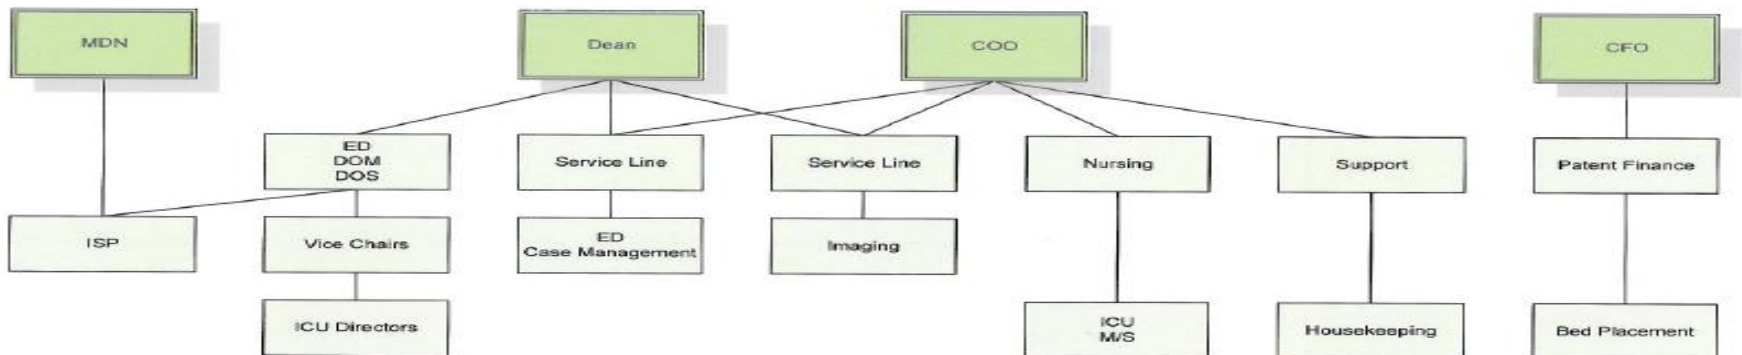 MDN
Dean
COO
CFO
ED
DOM
DOS
Service Line
Service Line
Nursing
Support
Patent Finance
ISP
Vice Chairs
ED
Case Management
Imaging
ICU Directors
ICU
M/S
Housekeeping
Bed Placement